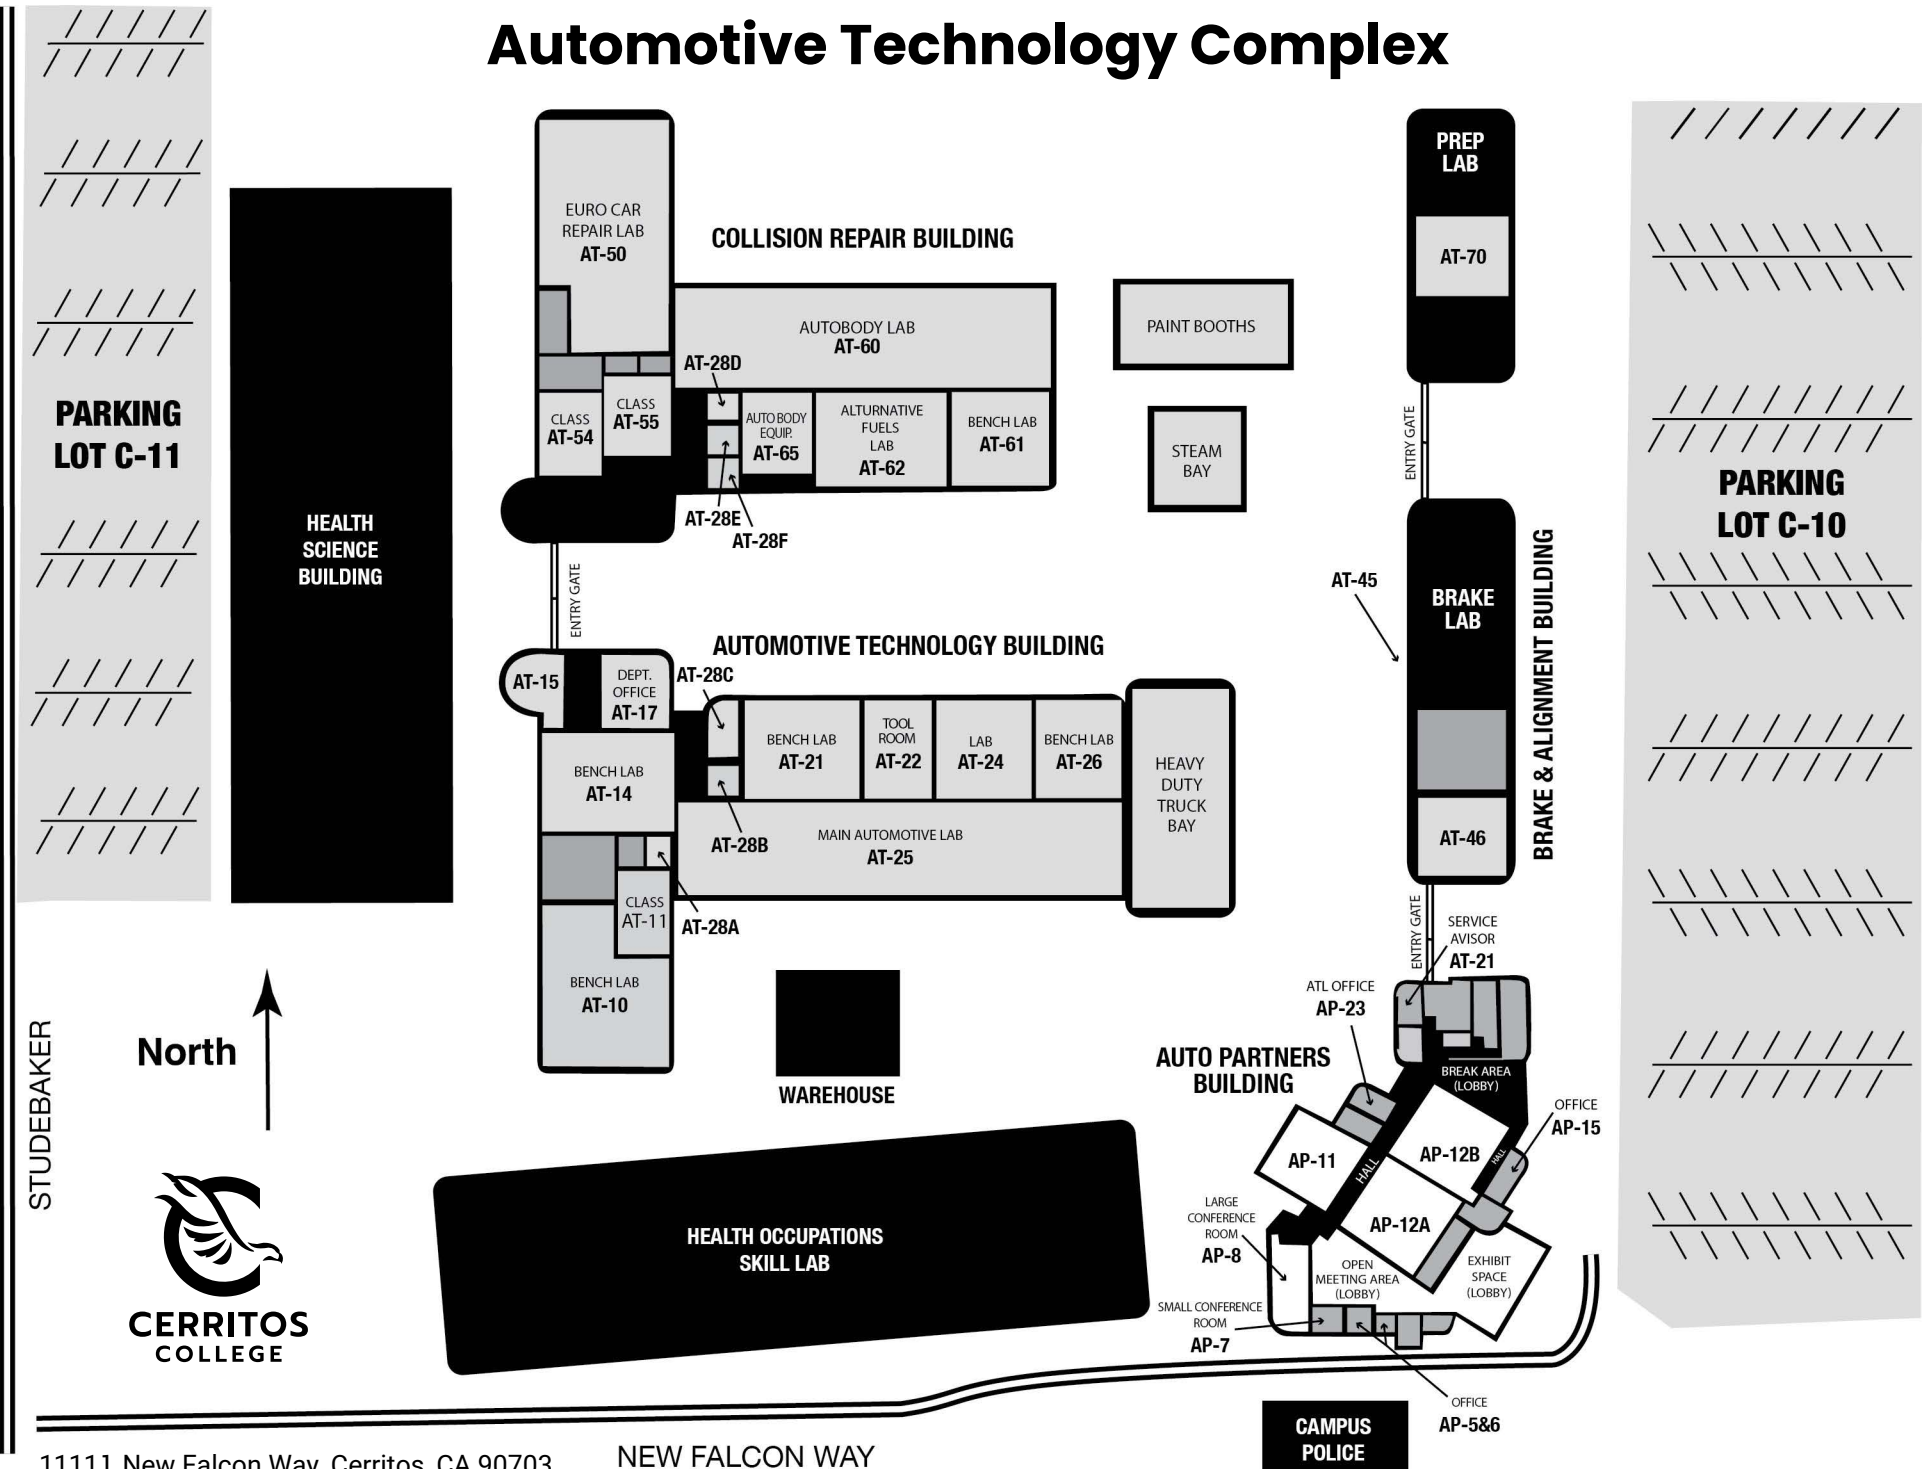 Automotive Technology Complex
PREP
LAB
AT-70
EURO CAR
REPAIR LAB
AT-50
COLLISION REPAIR BUILDING
AUTOBODY LAB
AT-60
PAINT BOOTHS
AT-28D
CLASS
AT-54
CLASS
AT-55
AUTO BODY
EQUIP.
AT-65
ALTURNATIVE
FUELS
LAB
AT-62
BENCH LAB
AT-61
STEAM
BAY
ENTRY GATE
PARKING
LOT C-11
PARKING
LOT C-10
AT-28E
AT-28F
HEALTH
SCIENCE
BUILDING
ENTRY GATE
AT-45
BRAKE
LAB
BRAKE & ALIGNMENT BUILDING
AUTOMOTIVE TECHNOLOGY BUILDING
AT-15
DEPT.
OFFICE
AT-17
AT-28C
BENCH LAB
AT-21
TOOL
ROOM
AT-22
LAB
AT-24
BENCH LAB
AT-26
HEAVY
DUTY
TRUCK
BAY
BENCH LAB
AT-14
AT-28B
MAIN AUTOMOTIVE LAB
AT-25
AT-46
CLASS
AT-11
AT-28A
ENTRY GATE
SERVICE
AVISOR
AT-21
BENCH LAB
AT-10
ATL OFFICE
AP-23
STUDEBAKER
North
WAREHOUSE
AUTO PARTNERS
BUILDING
BREAK AREA
(LOBBY)
OFFICE
AP-15
AP-11
HALL
AP-12B
HALL
LARGE
CONFERENCE
ROOM
AP-8
AP-12A
HEALTH OCCUPATIONS
SKILL LAB
OPEN
MEETING AREA
(LOBBY)
EXHIBIT
SPACE
(LOBBY)
SMALL CONFERENCE
ROOM
AP-7
CERRITOS
COLLEGE
OFFICE
AP-5&6
CAMPUS
POLICE
11111 New Falcon Way, Cerritos, CA 90703
NEW FALCON WAY